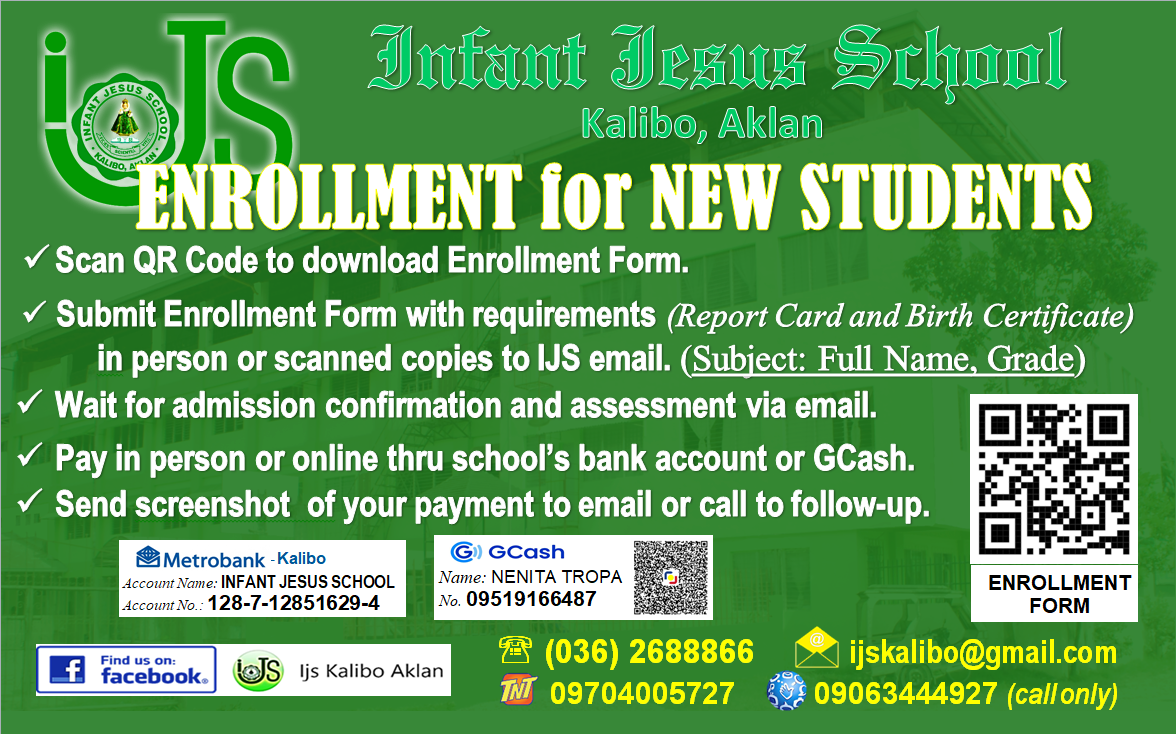 iJS
INFANT JESUS SCHOOL
KALIBO, AKLAN
Infant Jesus School
Kalibo, Aklan
ENROLLMENT for NEW STUDENTS
✓ Scan QR Code to download Enrollment Form.
✓ Submit Enrollment Form with requirements (Report Card and Birth Certificate)
in person or scanned copies to IJS email. (Subject: Full Name, Grade)
✓ Wait for admission confirmation and assessment via email.
✓ Pay in person or online thru school's bank account or GCash.
✓ Send screenshot of your payment to email or call to follow-up.
Metrobank - Kalibo
Account Name: INFANT JESUS SCHOOL
Account No.: 128-7-12851629-4
GCash
Name: NENITA TROPA
No. 09519166487
ENROLLMENT
FORM
Find us on:
facebook.
iJS
Ijs Kalibo Aklan
(036) 2688866
ijskalibo@gmail.com
TNT 09704005727
09063444927 (call only)